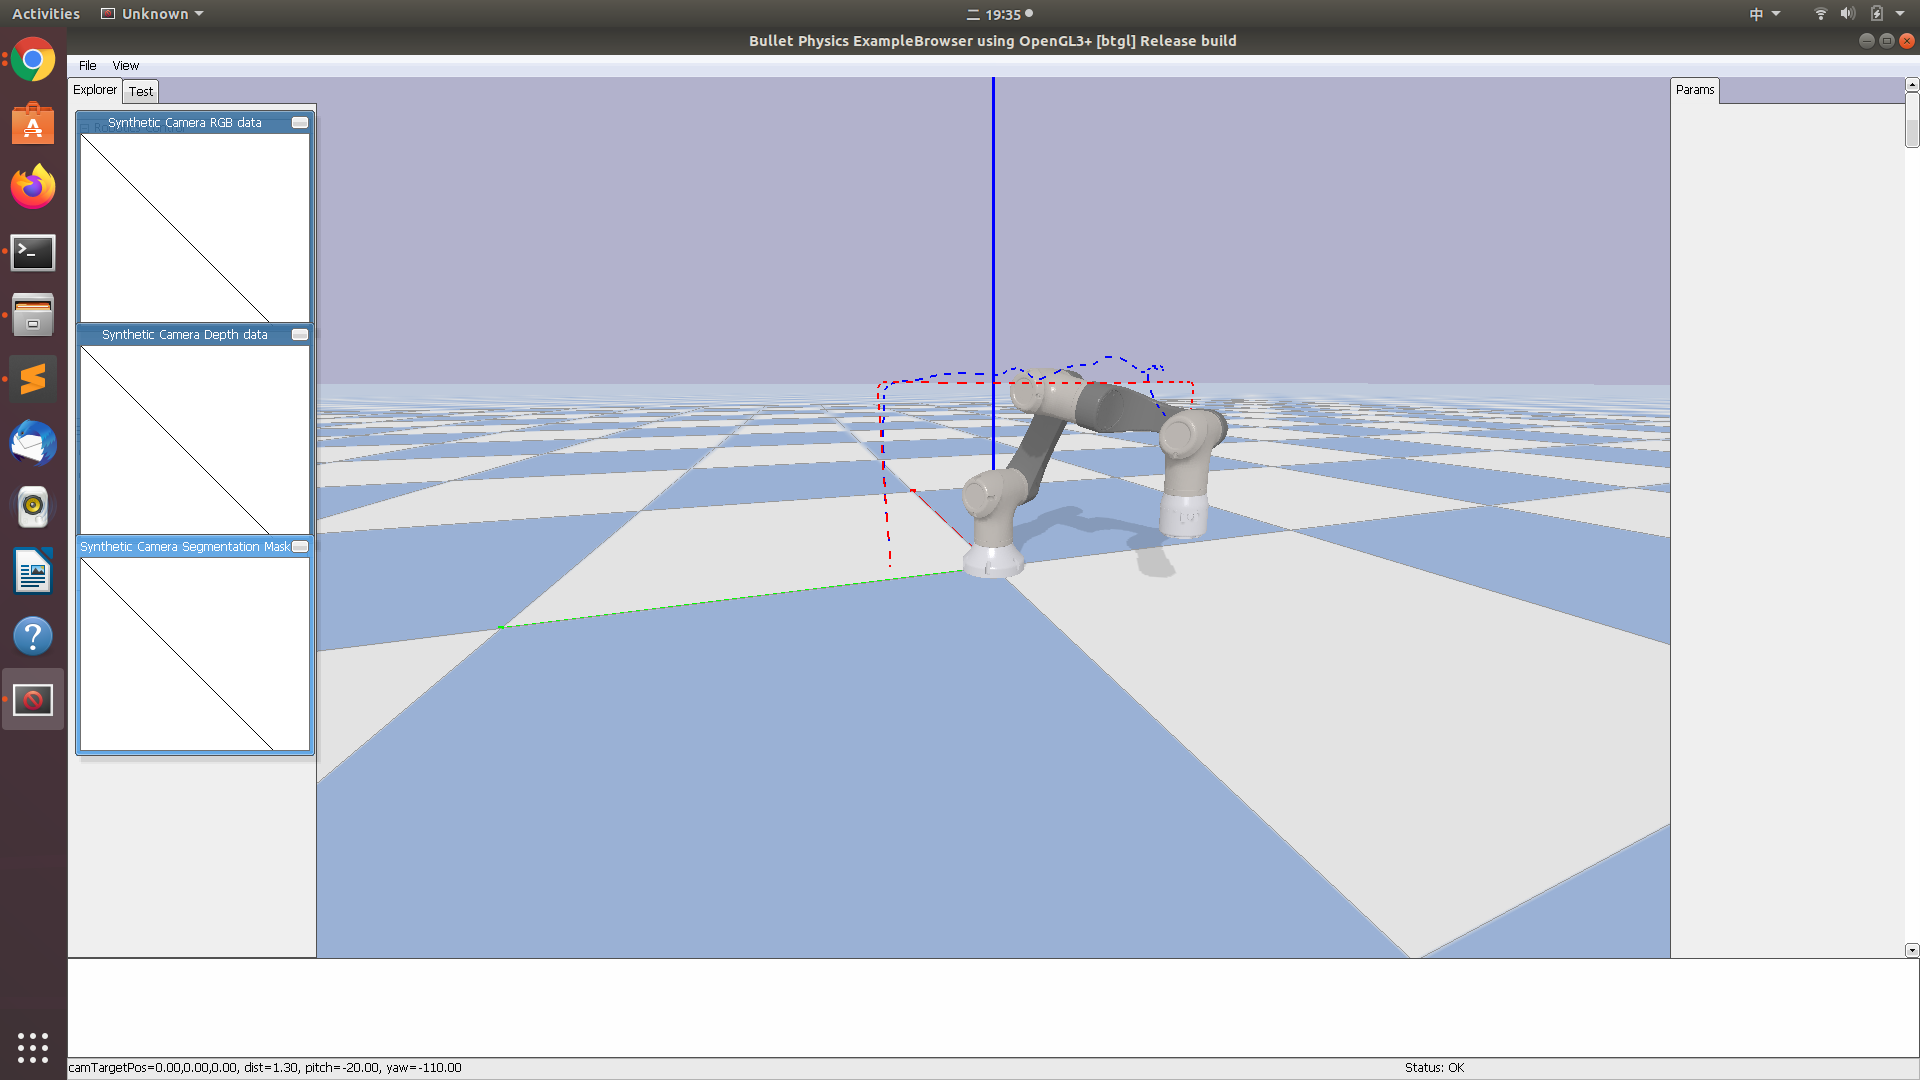 Activities Unknown 二 19:35 中
Bullet Physics ExampleBrowser using OpenGL3+ [btgl] Release build
File View
Explorer Test Params
Synthetic Camera RGB data
Synthetic Camera Depth data
Synthetic Camera Segmentation Mask
camTargetPos=0.00,0.00,0.00, dist=1.30, pitch=-20.00, yaw=-110.00 Status: OK